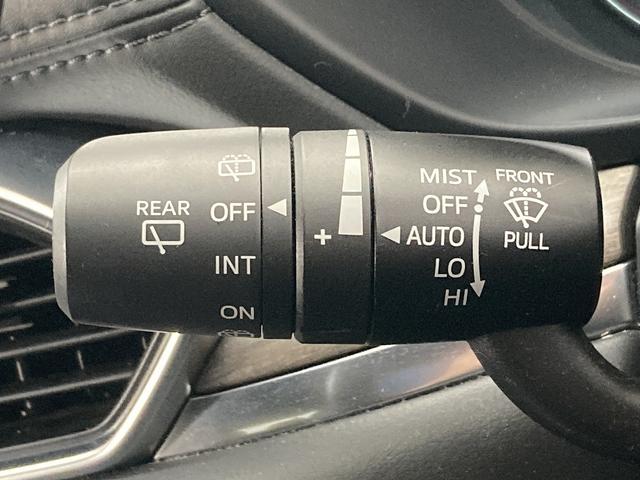 REAR
OFF
INT
ON
+
MIST
OFF
AUTO
LO
HI
FRONT
PULL